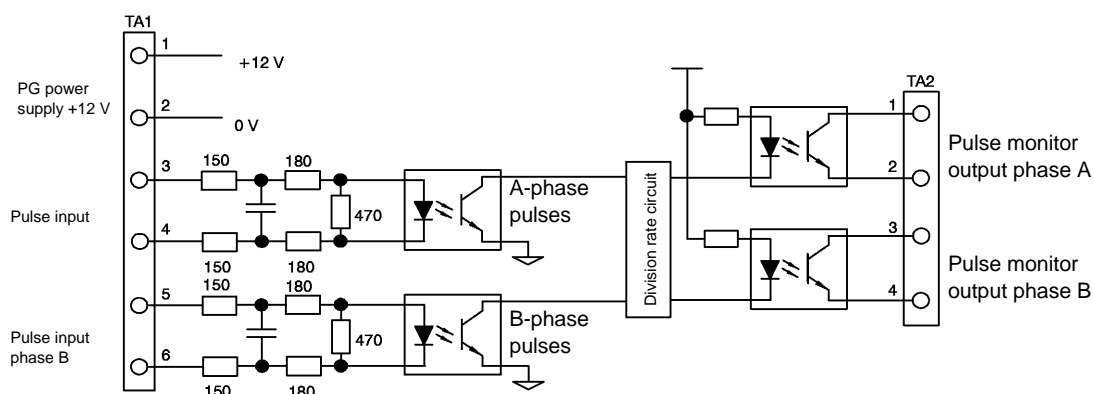 TA1
1
+12 V
PG power
supply +12 V
2
0 V
3
150
180
Pulse input
470
A-phase
pulses
4
150
180
5
150
180
Pulse input
phase B
470
B-phase
pulses
6
150
180
Division rate circuit
TA2
1
Pulse monitor
output phase A
2
3
Pulse monitor
output phase B
4